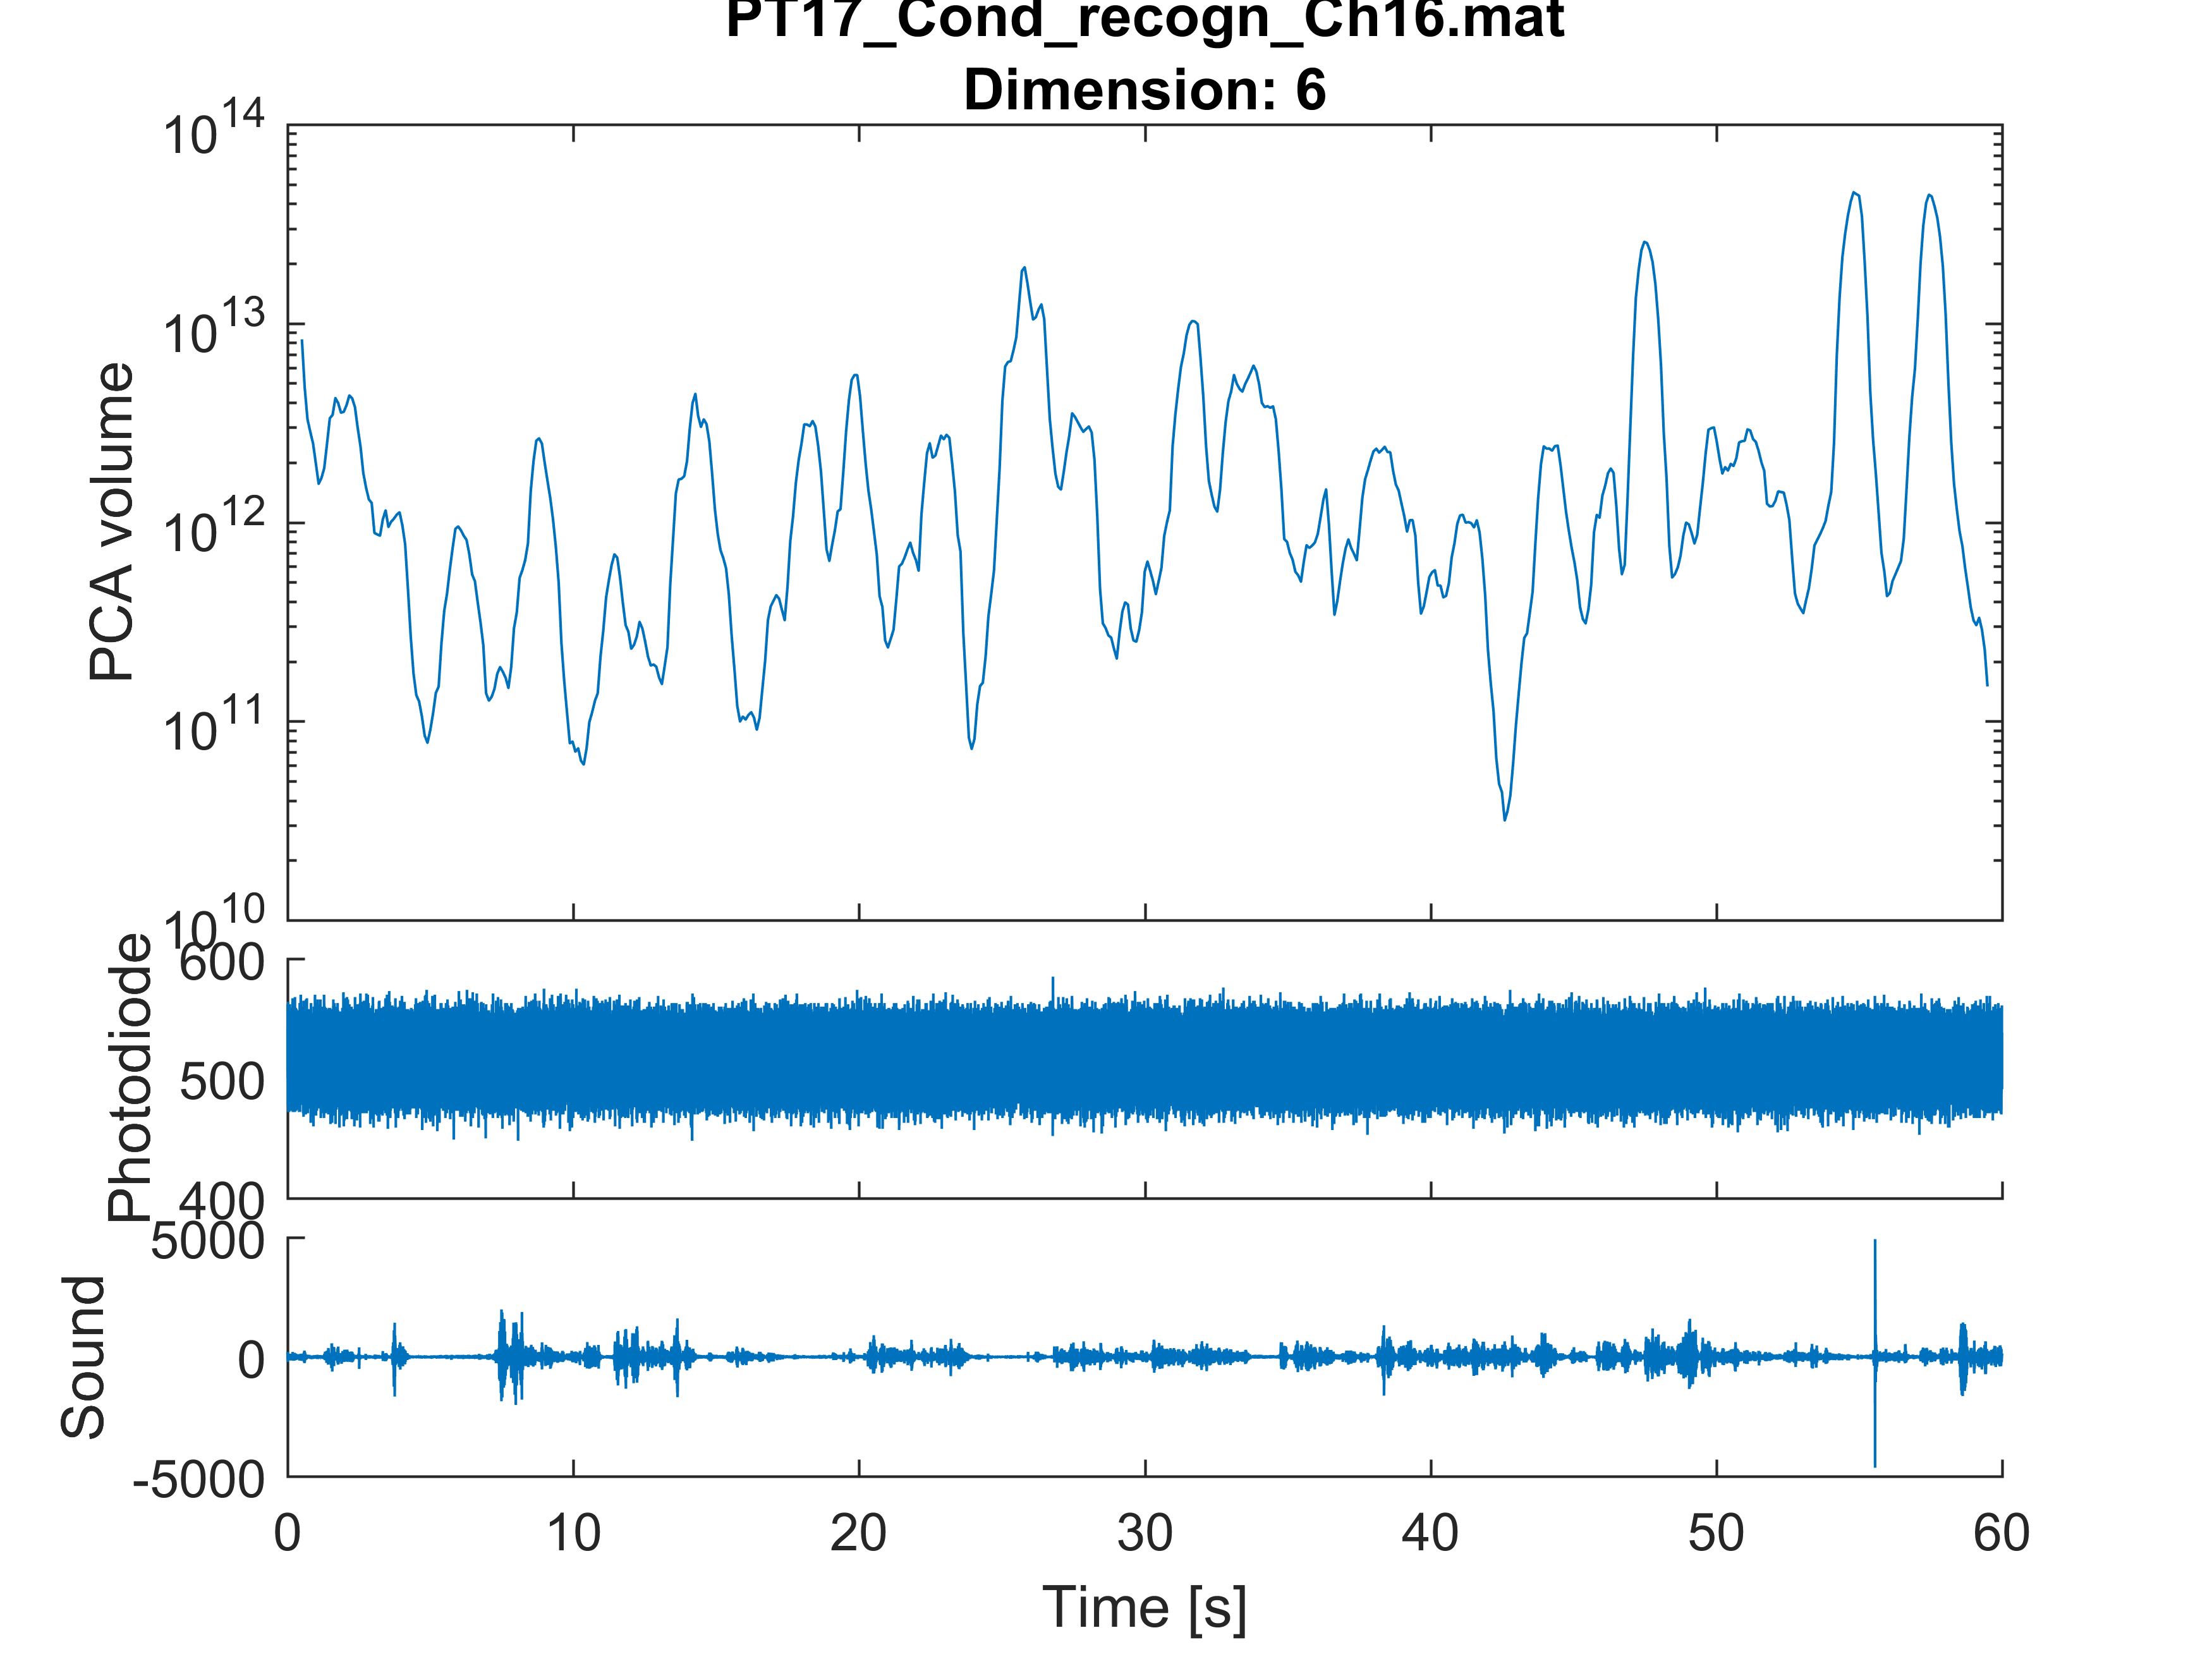 PT17_Cond_recogn_Ch16.mat
Dimension: 6
10^14
10^13
10^12
10^11
10^10
PCA volume
600
500
400
Photodiode
5000
0
-5000
Sound
0 10 20 30 40 50 60
Time [s]